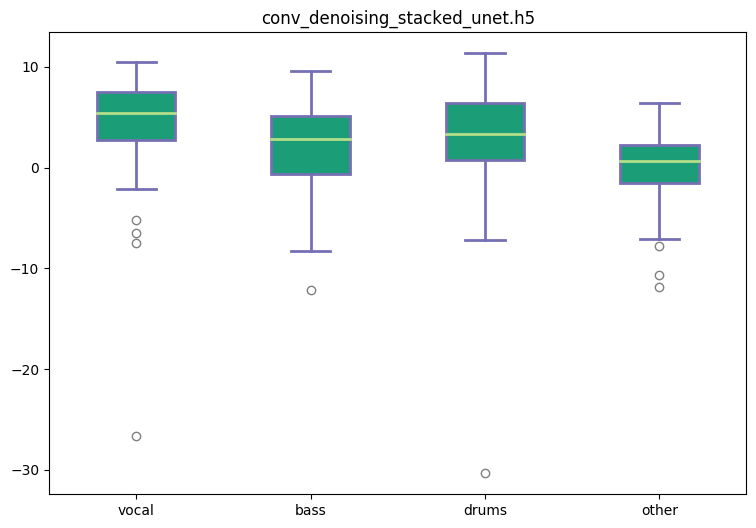 conv_denoising_stacked_unet.h5
10
0
−10
−20
−30
vocal bass drums other